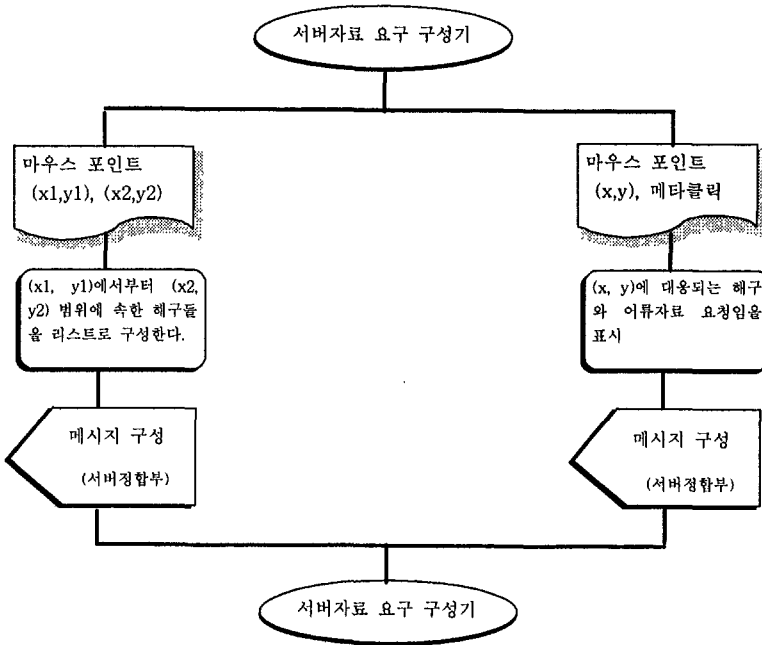 서버자료 요구 구성기
마우스 포인트
(x1,y1), (x2,y2)
(x1, y1)에서부터 (x2,
y2) 범위에 속한 해구들
을 리스트로 구성한다.
메시지 구성
(서버정합부)
마우스 포인트
(x,y), 메타클릭
(x, y)에 대응되는 해구
와 어류자료 요청임을
표시
메시지 구성
(서버정합부)
서버자료 요구 구성기